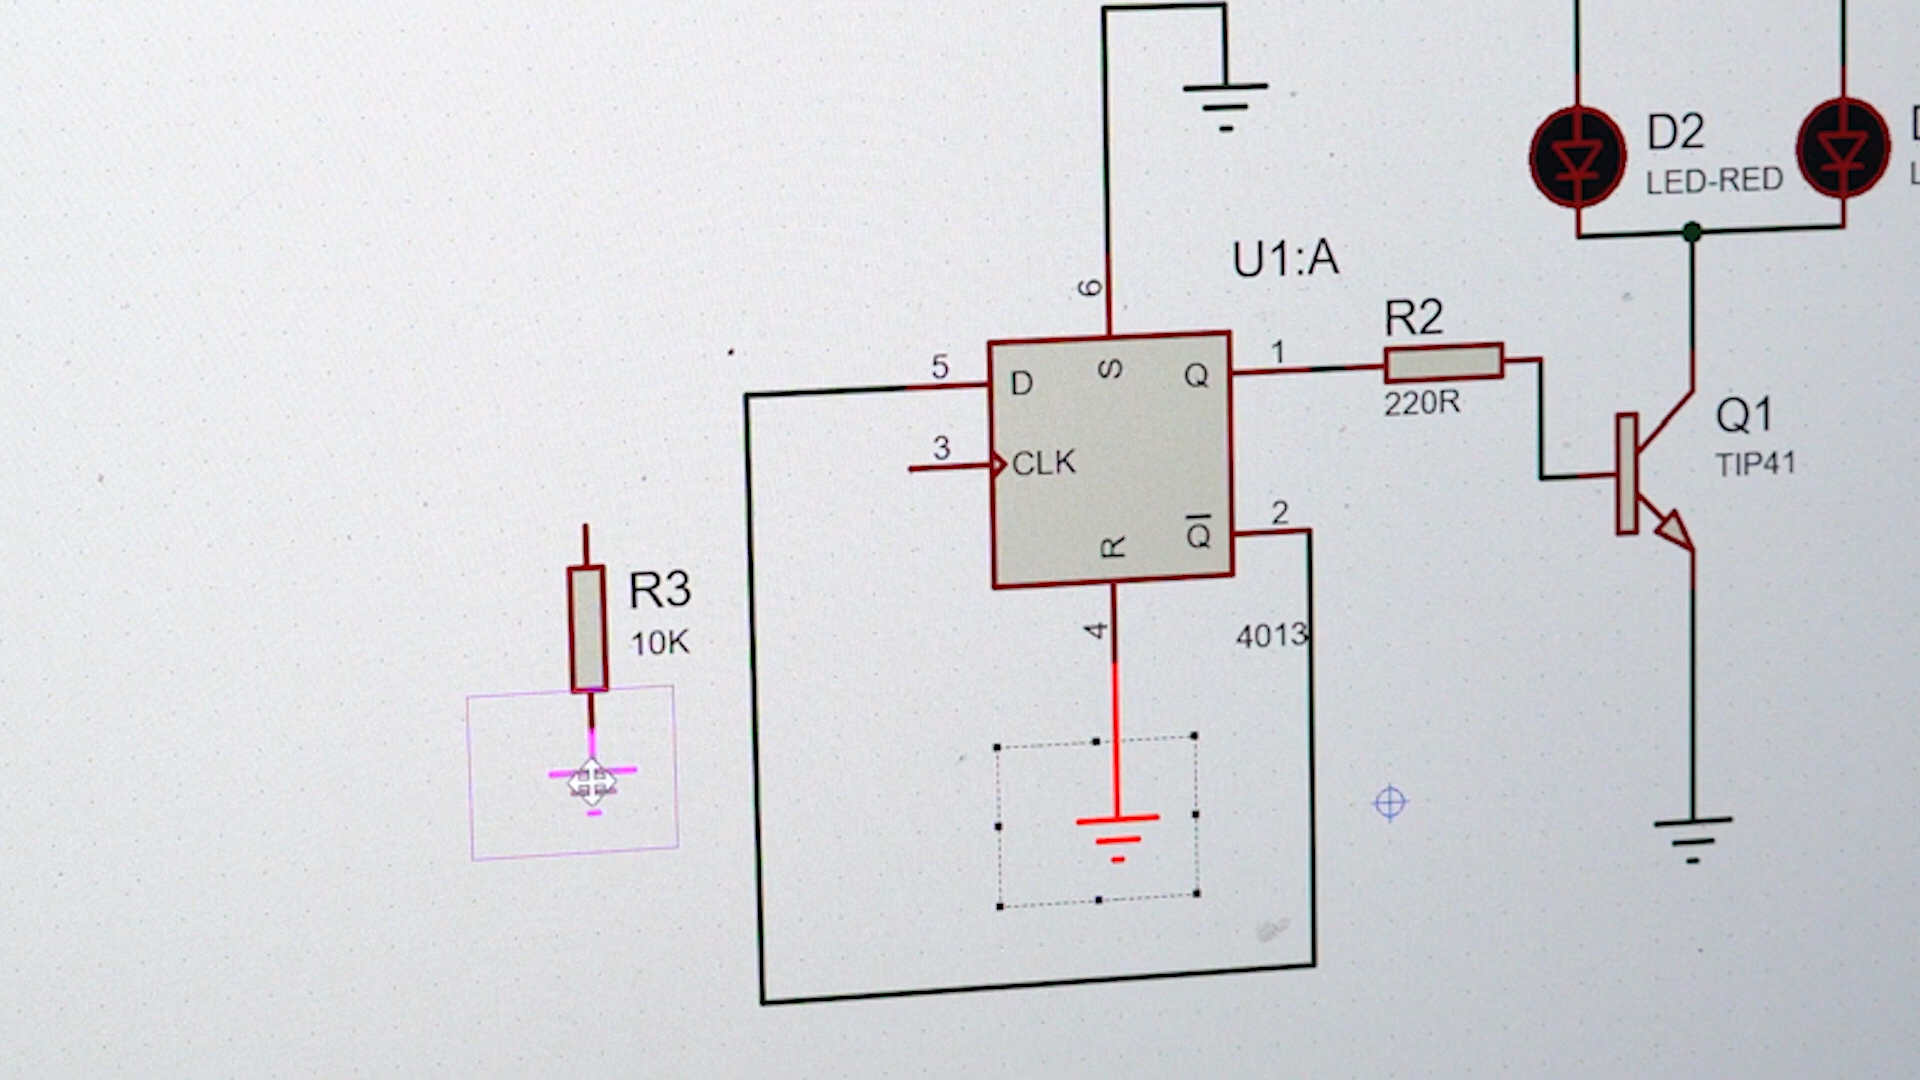 D2
LED-RED
U1:A
6
R2
220R
5
D
S
Q
1
3
CLK
Q1
TIP41
2
R
Q
4
4013
R3
10K